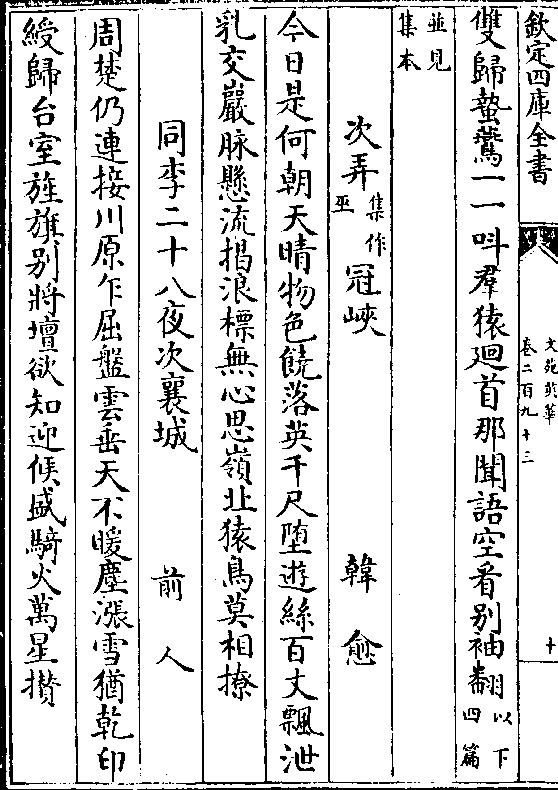 欽定四庫全書
文苑英華
卷二百九十三
十
雙歸蟄鷰一一叫羣猿廻首那聞語空看别袖翻以下四篇
並見集本
次弄集作巫冠峽 韓愈
今日是何朝天晴物色饒落英千尺墮遊絲百丈飄泄
乳交巖脉懸流揭浪標無心思嶺北猿鳥莫相撩
同李二十八夜次襄城 前人
周楚仍連接川原乍屈盤雲垂天不暖塵漲雪猶乾印
綬歸台室旌旗别將壇欲知迎候盛騎火萬星攢